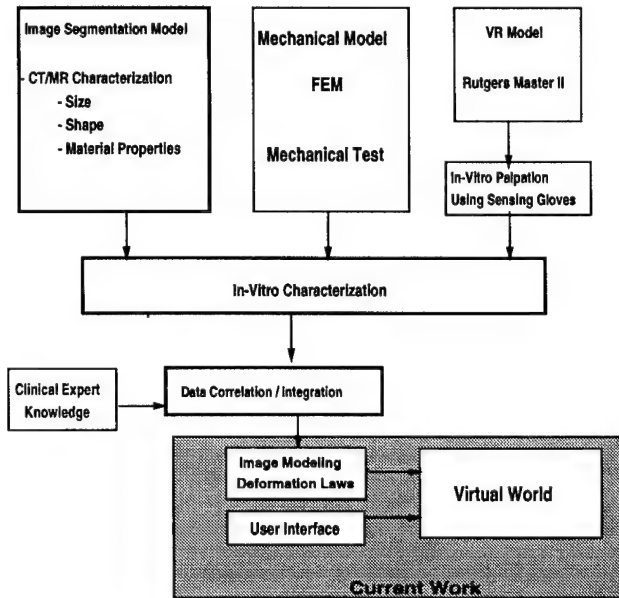 Image Segmentation Model
- CT/MR Characterization
- Size
- Shape
- Material Properties
Mechanical Model
FEM
Mechanical Test
VR Model
Rutgers Master II
In-Vitro Palpation
Using Sensing Gloves
In-Vitro Characterization
Clinical Expert
Knowledge
Data Correlation / Integration
Image Modeling
Deformation Laws
User Interface
Virtual World
Current Work